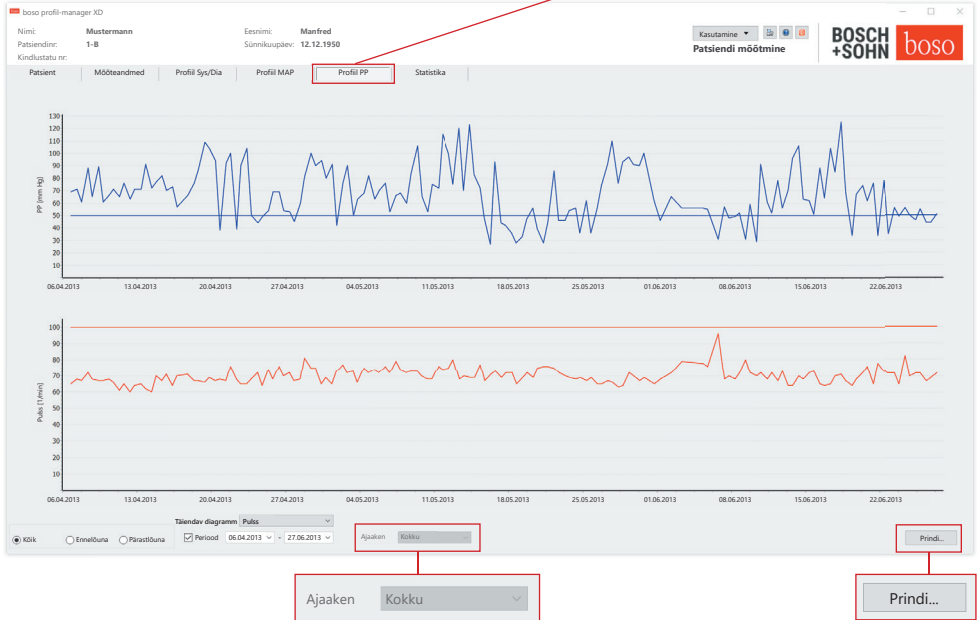 boso boso profil-manager XD
Nimi: Mustermann Eesnimi: Manfred
Patsiendinr: 1-B Sünnikuupäev: 12.12.1950
Kindlustatu nr:
Kasutamine
Patsiendi mõõtmine
BOSCH
+SOHN
boso
Patsient Mõõteandmed Profiil Sys/Dia Profiil MAP Profiil PP Statistika
PP (mm Hg)
130
120
110
100
90
80
70
60
50
40
30
20
10
06.04.2013 13.04.2013 20.04.2013 27.04.2013 04.05.2013 11.05.2013 18.05.2013 25.05.2013 01.06.2013 08.06.2013 15.06.2013 22.06.2013
Pulss [1/min]
100
90
80
70
60
50
40
30
20
10
06.04.2013 13.04.2013 20.04.2013 27.04.2013 04.05.2013 11.05.2013 18.05.2013 25.05.2013 01.06.2013 08.06.2013 15.06.2013 22.06.2013
Täiendav diagramm Pulss
Kõik Ennelõuna Pärastlõuna Periood 06.04.2013 - 27.06.2013 Ajaaken Kokku Prindi...
Ajaaken Kokku Prindi...